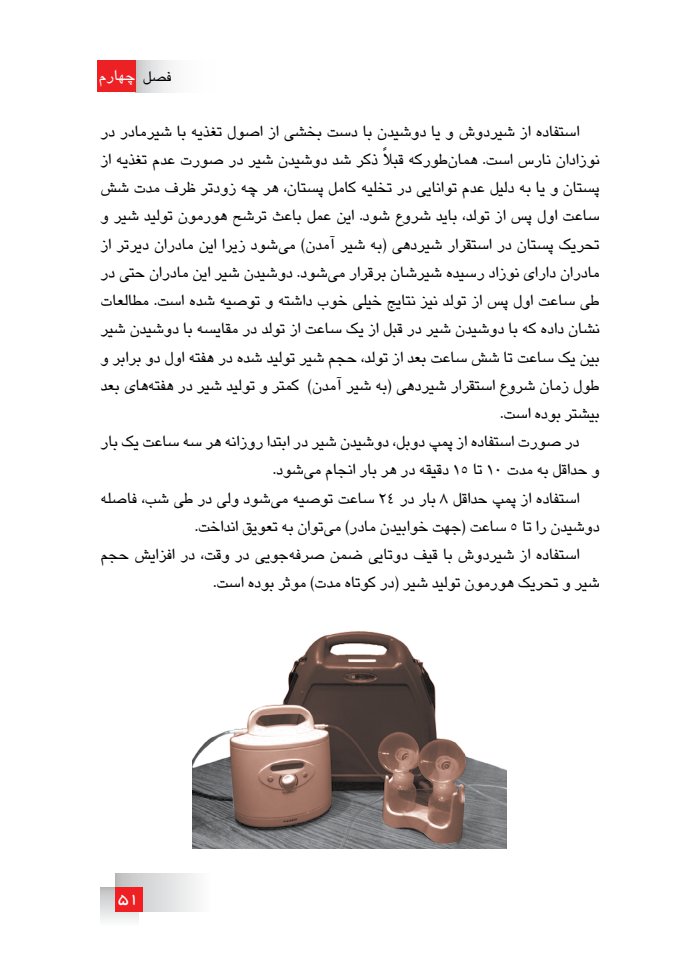 فصل چهارم
استفاده از شیردوش و یا دوشیدن با دست بخشی از اصول تغذیه با شیرمادر در
نوزادان نارس است. همان‌طورکه قبلاً ذکر شد دوشیدن شیر در صورت عدم تغذیه از
پستان و یا به دلیل عدم توانایی در تخلیه کامل پستان، هر چه زودتر ظرف مدت شش
ساعت اول پس از تولد، باید شروع شود. این عمل باعث ترشح هورمون تولید شیر و
تحریک پستان در استقرار شیردهی (به شیر آمدن) می‌شود زیرا این مادران دیرتر از
مادران دارای نوزاد رسیده شیرشان برقرار می‌شود. دوشیدن شیر این مادران حتی در
طی ساعت اول پس از تولد نیز نتایج خیلی خوب داشته و توصیه شده است. مطالعات
نشان داده که با دوشیدن شیر در قبل از یک ساعت از تولد در مقایسه با دوشیدن شیر
بین یک ساعت تا شش ساعت بعد از تولد، حجم شیر تولید شده در هفته اول دو برابر و
طول زمان شروع استقرار شیردهی (به شیر آمدن) کمتر و تولید شیر در هفته‌های بعد
بیشتر بوده است.
در صورت استفاده از پمپ دوبل، دوشیدن شیر در ابتدا روزانه هر سه ساعت یک بار
و حداقل به مدت ۱۰ تا ۱۵ دقیقه در هر بار انجام می‌شود.
استفاده از پمپ حداقل ۸ بار در ۲٤ ساعت توصیه می‌شود ولی در طی شب، فاصله
دوشیدن را تا ۵ ساعت (جهت خوابیدن مادر) می‌توان به تعویق انداخت.
استفاده از شیردوش با قیف دوتایی ضمن صرفه‌جویی در وقت، در افزایش حجم
شیر و تحریک هورمون تولید شیر (در کوتاه مدت) موثر بوده است.
۵۱